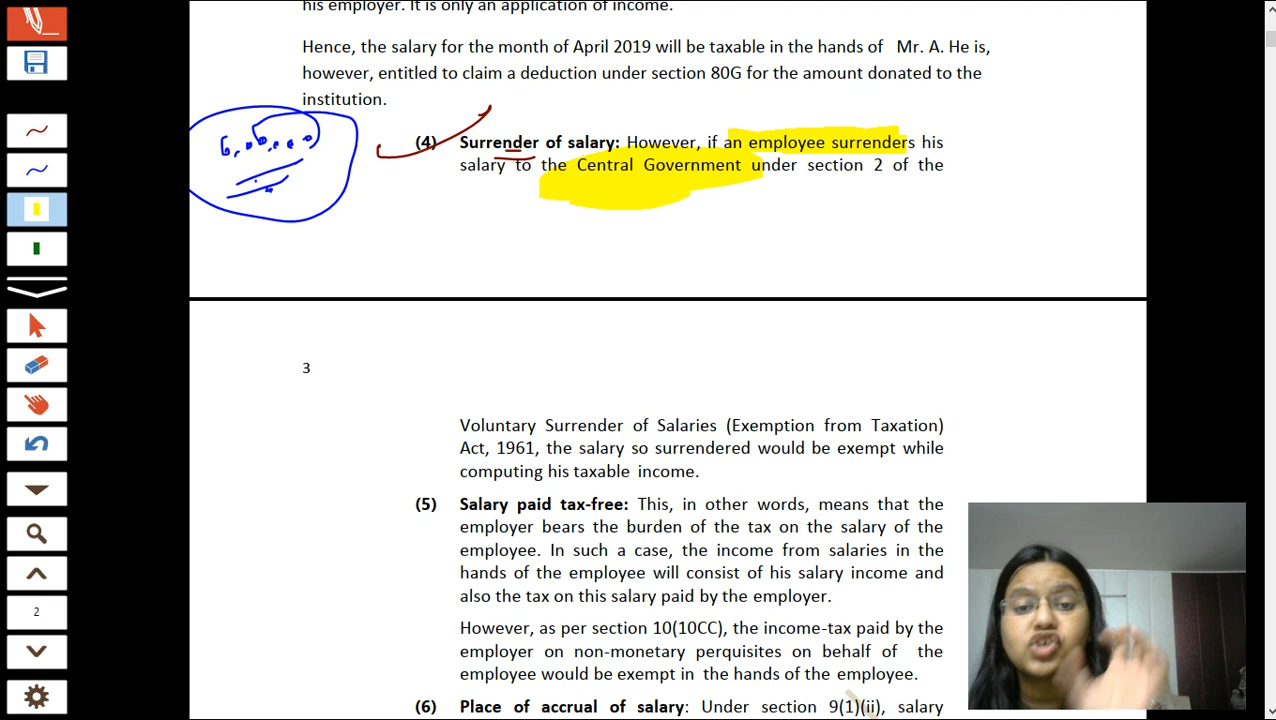 his employer. It is only an application of income.
Hence, the salary for the month of April 2019 will be taxable in the hands of Mr. A. He is,
however, entitled to claim a deduction under section 80G for the amount donated to the
institution.
(4) Surrender of salary: However, if an employee surrenders his
salary to the Central Government under section 2 of the
3
Voluntary Surrender of Salaries (Exemption from Taxation)
Act, 1961, the salary so surrendered would be exempt while
computing his taxable income.
(5) Salary paid tax-free: This, in other words, means that the
employer bears the burden of the tax on the salary of the
employee. In such a case, the income from salaries in the
hands of the employee will consist of his salary income and
also the tax on this salary paid by the employer.
However, as per section 10(10CC), the income-tax paid by the
employer on non-monetary perquisites on behalf of the
employee would be exempt in the hands of the employee.
(6) Place of accrual of salary: Under section 9(1)(ii), salary
2